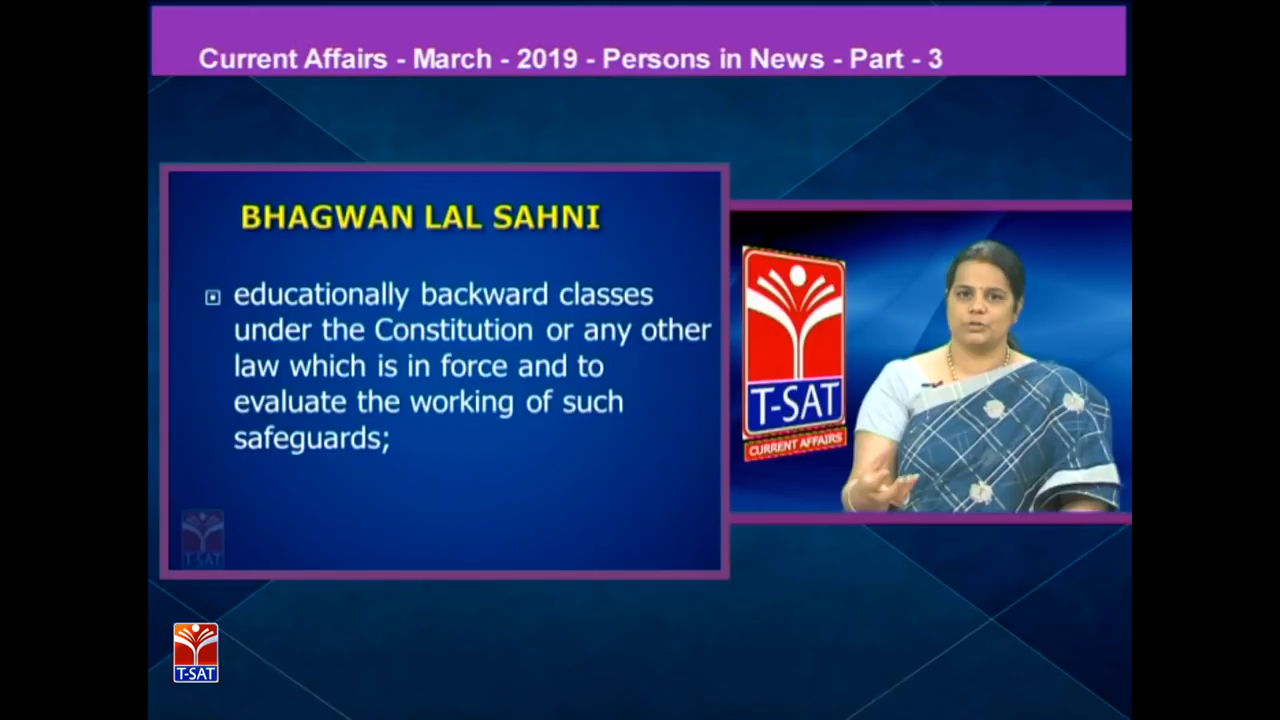 Current Affairs - March - 2019 - Persons in News - Part - 3
BHAGWAN LAL SAHNI
educationally backward classes
under the Constitution or any other
law which is in force and to
evaluate the working of such
safeguards;
T-SAT
CURRENT AFFAIRS
T-SAT
T-SAT